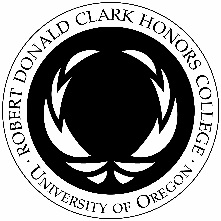 · ROBERT DONALD CLARK HONORS COLLEGE ·
UNIVERSITY OF OREGON